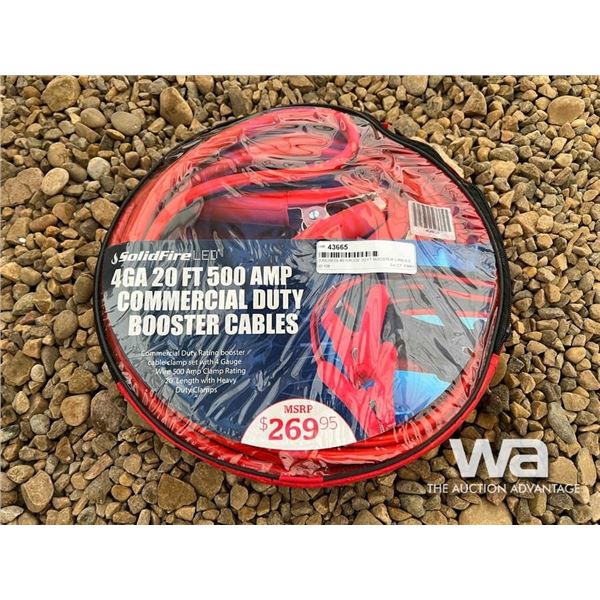 43665
SolidFire LED
4GA 20 FT 500 AMP
COMMERCIAL DUTY
BOOSTER CABLES
Commercial Duty Rating booster
cable clamp set with 4 Gauge
Wire 500 Amp Clamp Rating
20' Length with Heavy
Duty Clamps
MSRP
$269.95
wa
THE AUCTION ADVANTAGE